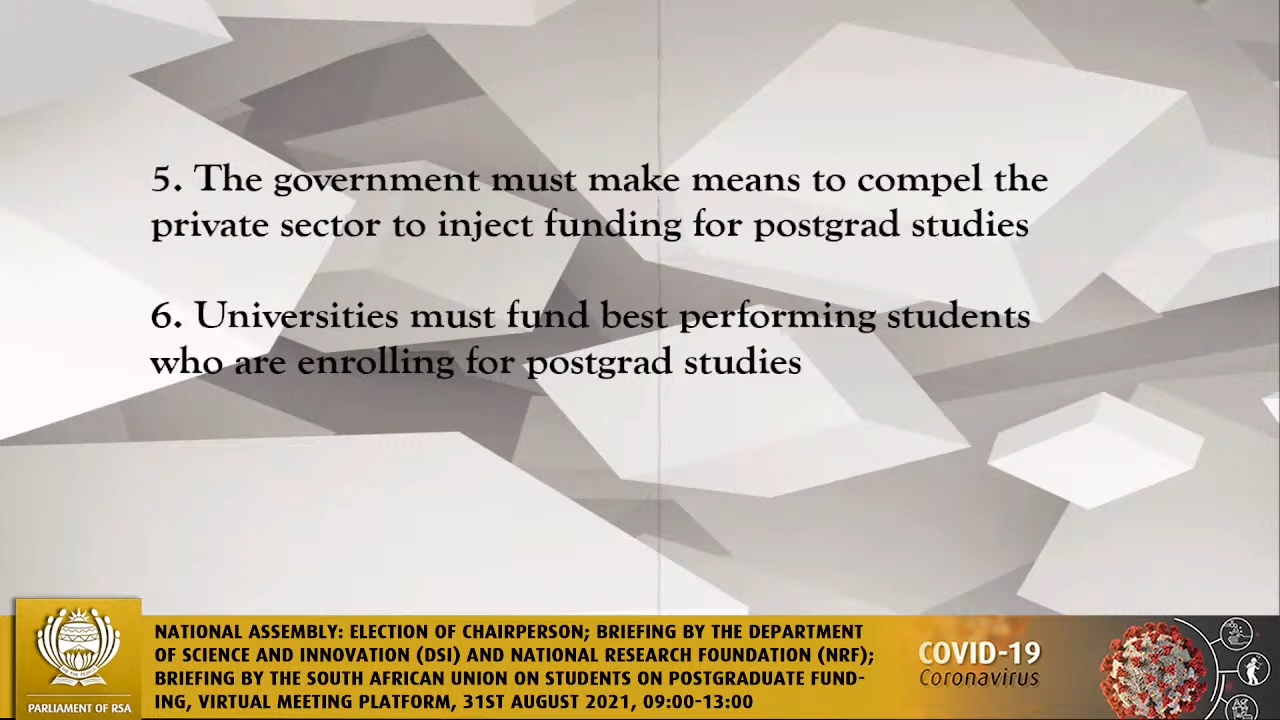 5. The government must make means to compel the
private sector to inject funding for postgrad studies
6. Universities must fund best performing students
who are enrolling for postgrad studies
NATIONAL ASSEMBLY: ELECTION OF CHAIRPERSON; BRIEFING BY THE DEPARTMENT
OF SCIENCE AND INNOVATION (DSI) AND NATIONAL RESEARCH FOUNDATION (NRF);
BRIEFING BY THE SOUTH AFRICAN UNION ON STUDENTS ON POSTGRADUATE FUND-
ING, VIRTUAL MEETING PLATFORM, 31ST AUGUST 2021, 09:00-13:00
PARLIAMENT OF RSA
COVID-19
Coronavirus